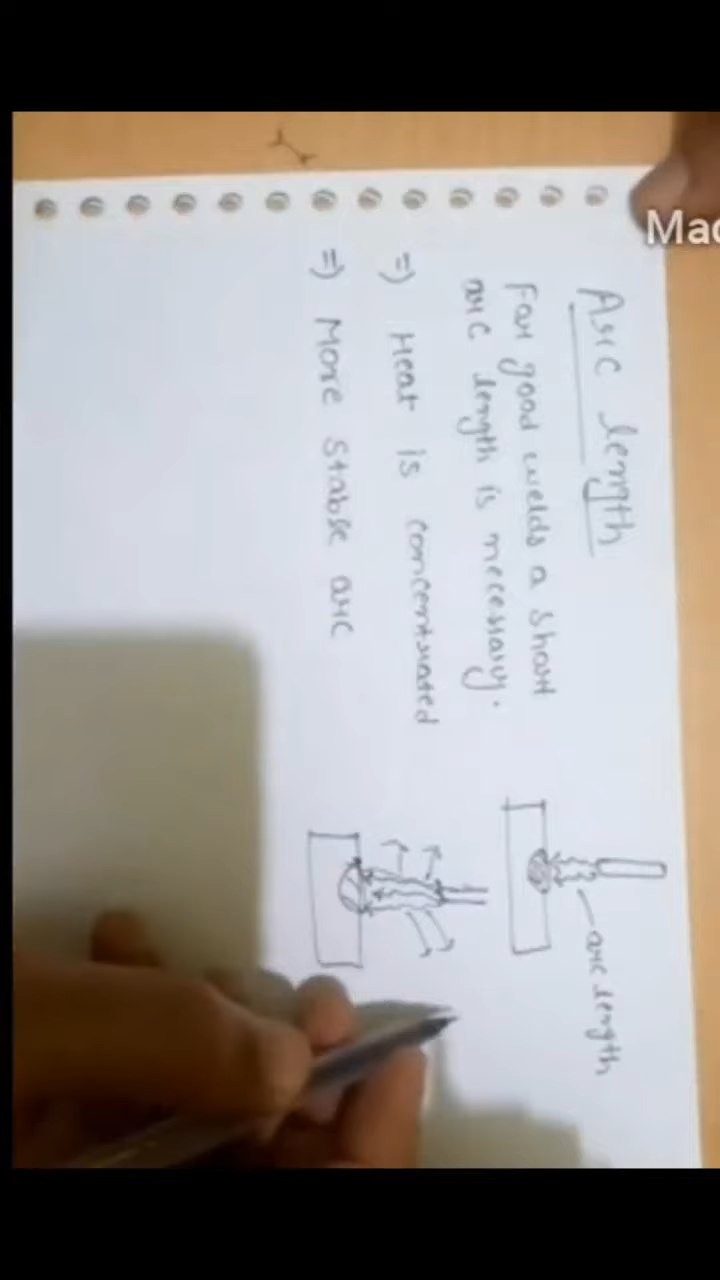 Arc length
For good welds a short
arc length is necessary.
=) Heat is concentrated
=) More stable arc
arc length
Mac